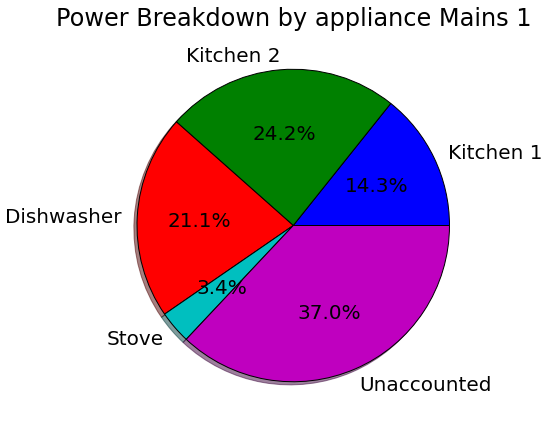 Power Breakdown by appliance Mains 1
Kitchen 2
24.2%
Kitchen 1
14.3%
Dishwasher
21.1%
3.4%
Stove
37.0%
Unaccounted